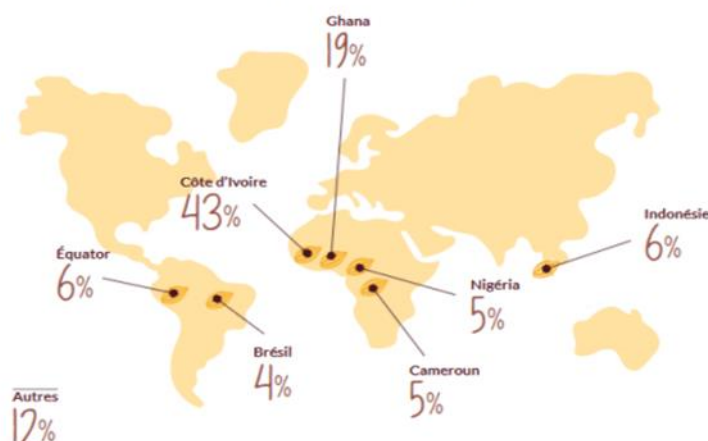 Ghana
19%
Côte d'Ivoire
43%
Indonésie
6%
Équator
6%
Nigéria
5%
Brésil
4%
Cameroun
5%
Autres
12%